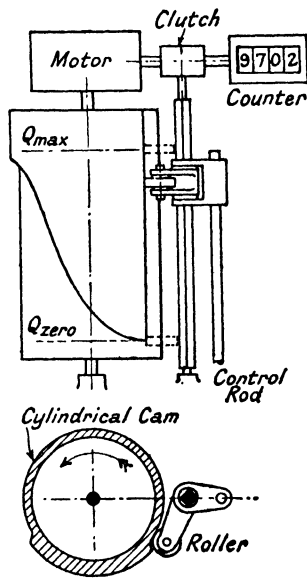 Clutch
Motor
9702
Counter
Qmax
Qzero
Control
Rod
Cylindrical Cam
Roller